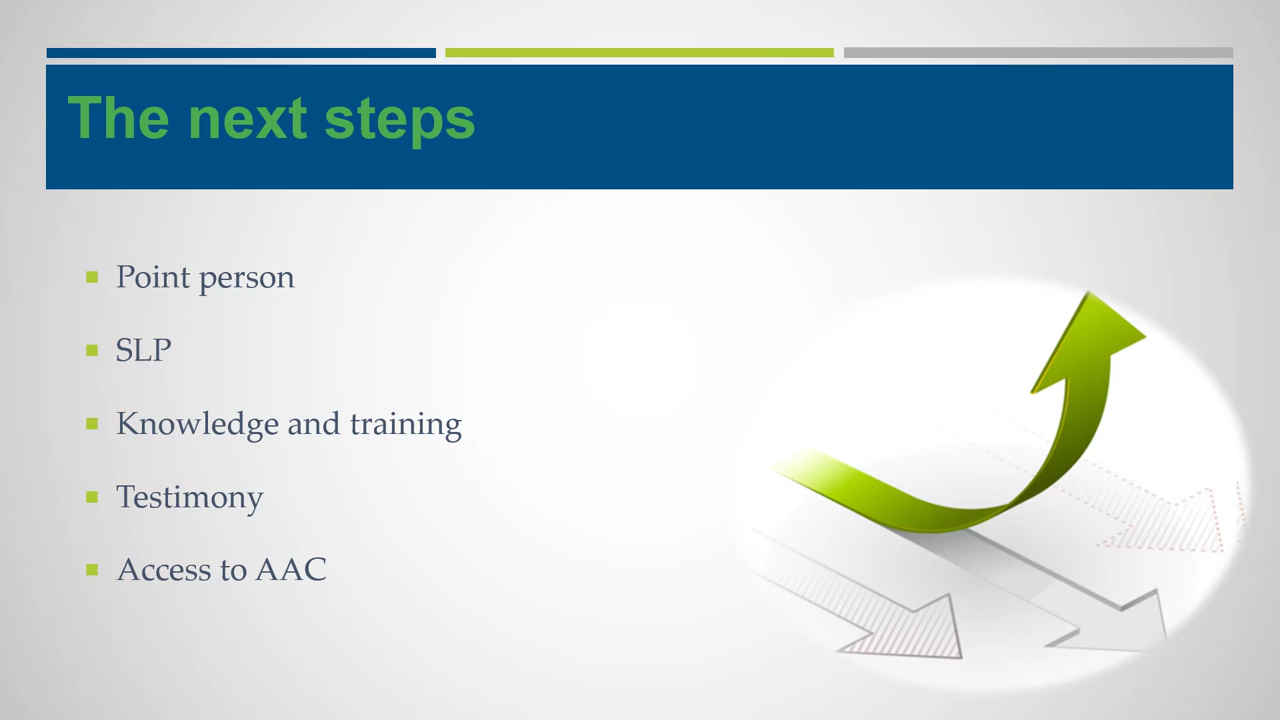 The next steps
Point person
SLP
Knowledge and training
Testimony
Access to AAC